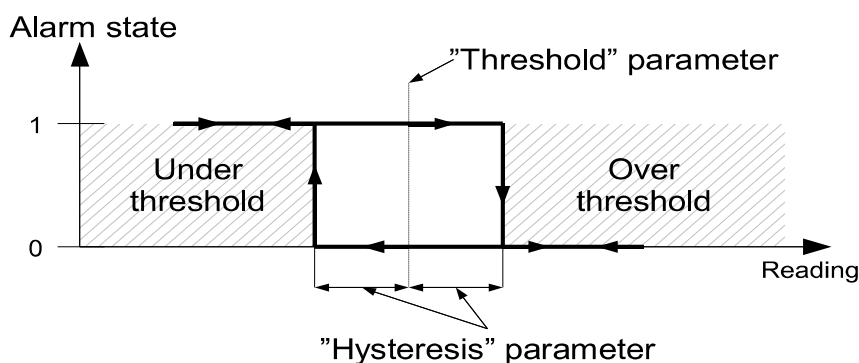 Alarm state
”Threshold” parameter
1
Under
threshold
Over
threshold
0
Reading
”Hysteresis” parameter